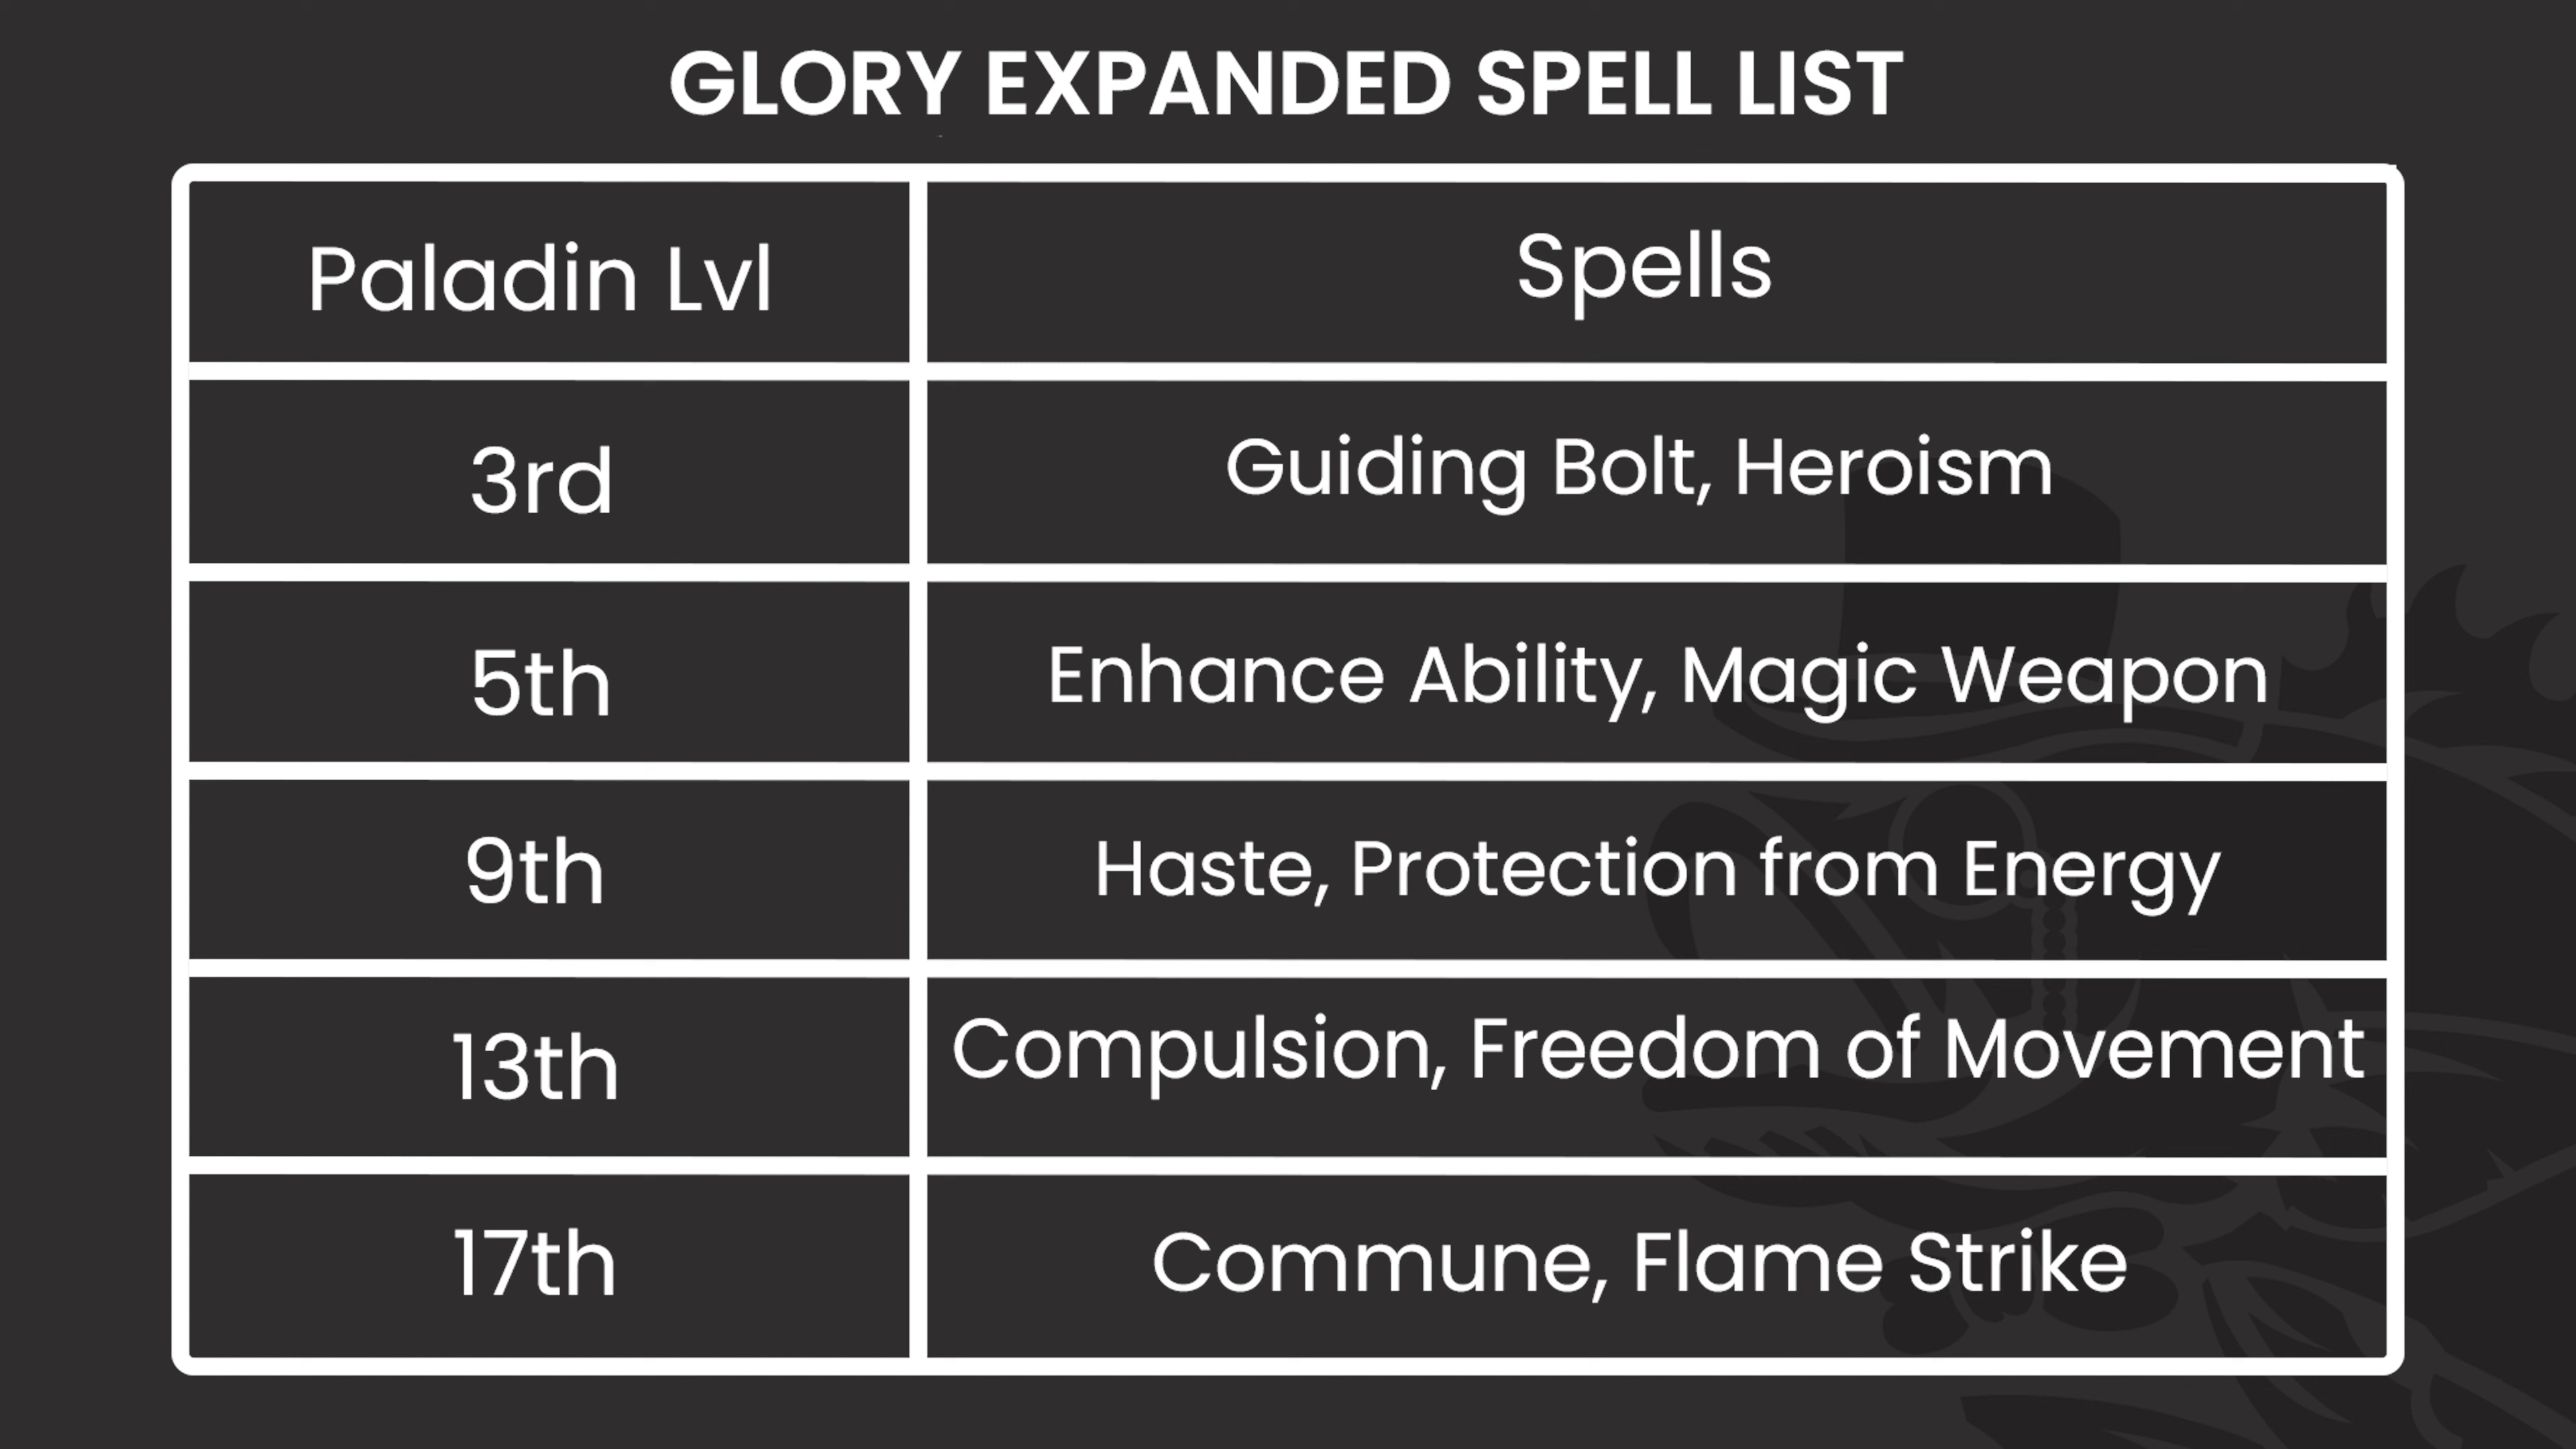 GLORY EXPANDED SPELL LIST
Paladin Lvl
Spells
3rd
Guiding Bolt, Heroism
5th
Enhance Ability, Magic Weapon
9th
Haste, Protection from Energy
13th
Compulsion, Freedom of Movement
17th
Commune, Flame Strike